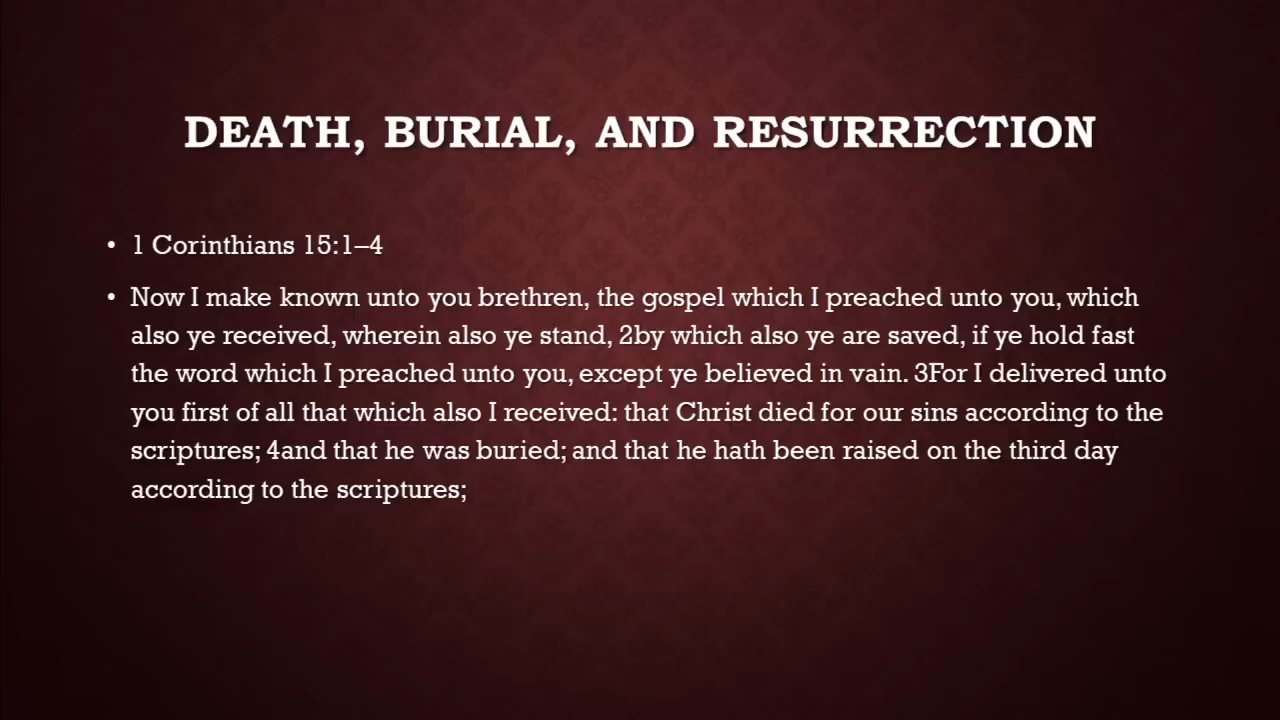 DEATH, BURIAL, AND RESURRECTION
• 1 Corinthians 15:1–4
• Now I make known unto you brethren, the gospel which I preached unto you, which
also ye received, wherein also ye stand, 2by which also ye are saved, if ye hold fast
the word which I preached unto you, except ye believed in vain. 3For I delivered unto
you first of all that which also I received: that Christ died for our sins according to the
scriptures; 4and that he was buried; and that he hath been raised on the third day
according to the scriptures;